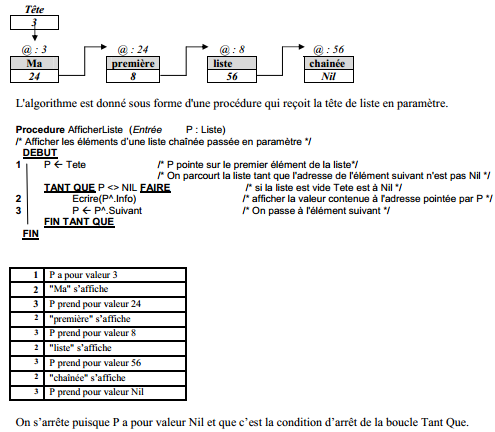 Tête
3
@ : 3 @ : 24 @ : 8 @ : 56
Ma première liste chainée
24 8 56 Nil
L'algorithme est donné sous forme d'une procédure qui reçoit la tête de liste en paramètre.
Procedure AfficherListe (Entrée P : Liste)
/* Afficher les éléments d'une liste chaînée passée en paramètre */
DEBUT
1 P ← Tete /* P pointe sur le premier élément de la liste*/
/* On parcourt la liste tant que l'adresse de l'élément suivant n'est pas Nil */
TANT QUE P <> NIL FAIRE /* si la liste est vide Tete est à Nil */
2 Ecrire(P^.Info) /* afficher la valeur contenue à l'adresse pointée par P */
3 P ← P^.Suivant /* On passe à l'élément suivant */
FIN TANT QUE
FIN
1 P a pour valeur 3
2 "Ma" s'affiche
3 P prend pour valeur 24
2 "première" s'affiche
3 P prend pour valeur 8
2 "liste" s'affiche
3 P prend pour valeur 56
2 "chaînée" s'affiche
3 P prend pour valeur Nil
On s'arrête puisque P a pour valeur Nil et que c'est la condition d'arrêt de la boucle Tant Que.